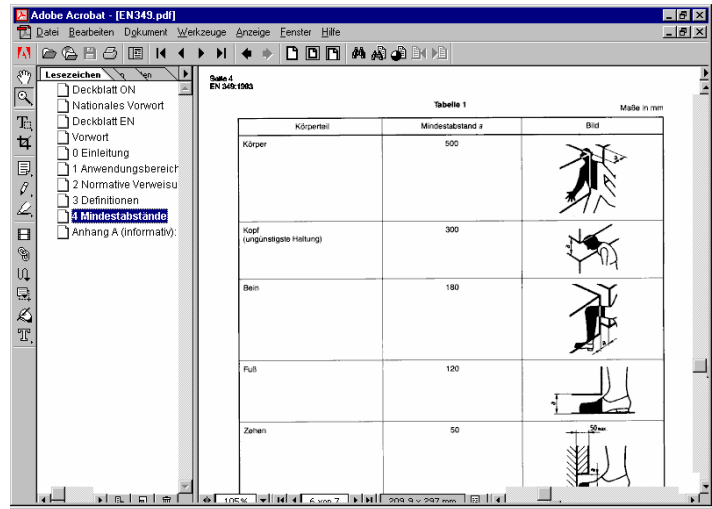 Adobe Acrobat - [EN349.pdf]
Datei Bearbeiten Dokument Werkzeuge Anzeige Fenster Hilfe
Lesezeichen
Deckblatt ON
Nationales Vorwort
Deckblatt EN
Vorwort
0 Einleitung
1 Anwendungsbereich
2 Normative Verweisu
3 Definitionen
4 Mindestabstände
Anhang A (informativ):
Seite 4
EN 349:1993
Tabelle 1
Maße in mm
Körperteil Mindestabstand a Bild
Körper 500
a
Kopf 300
(ungünstigste Haltung)
a
Bein 180
a
Fuß 120
a
Zehen 50
50 max.
a
105% 6 von 7 209,9 x 297 mm